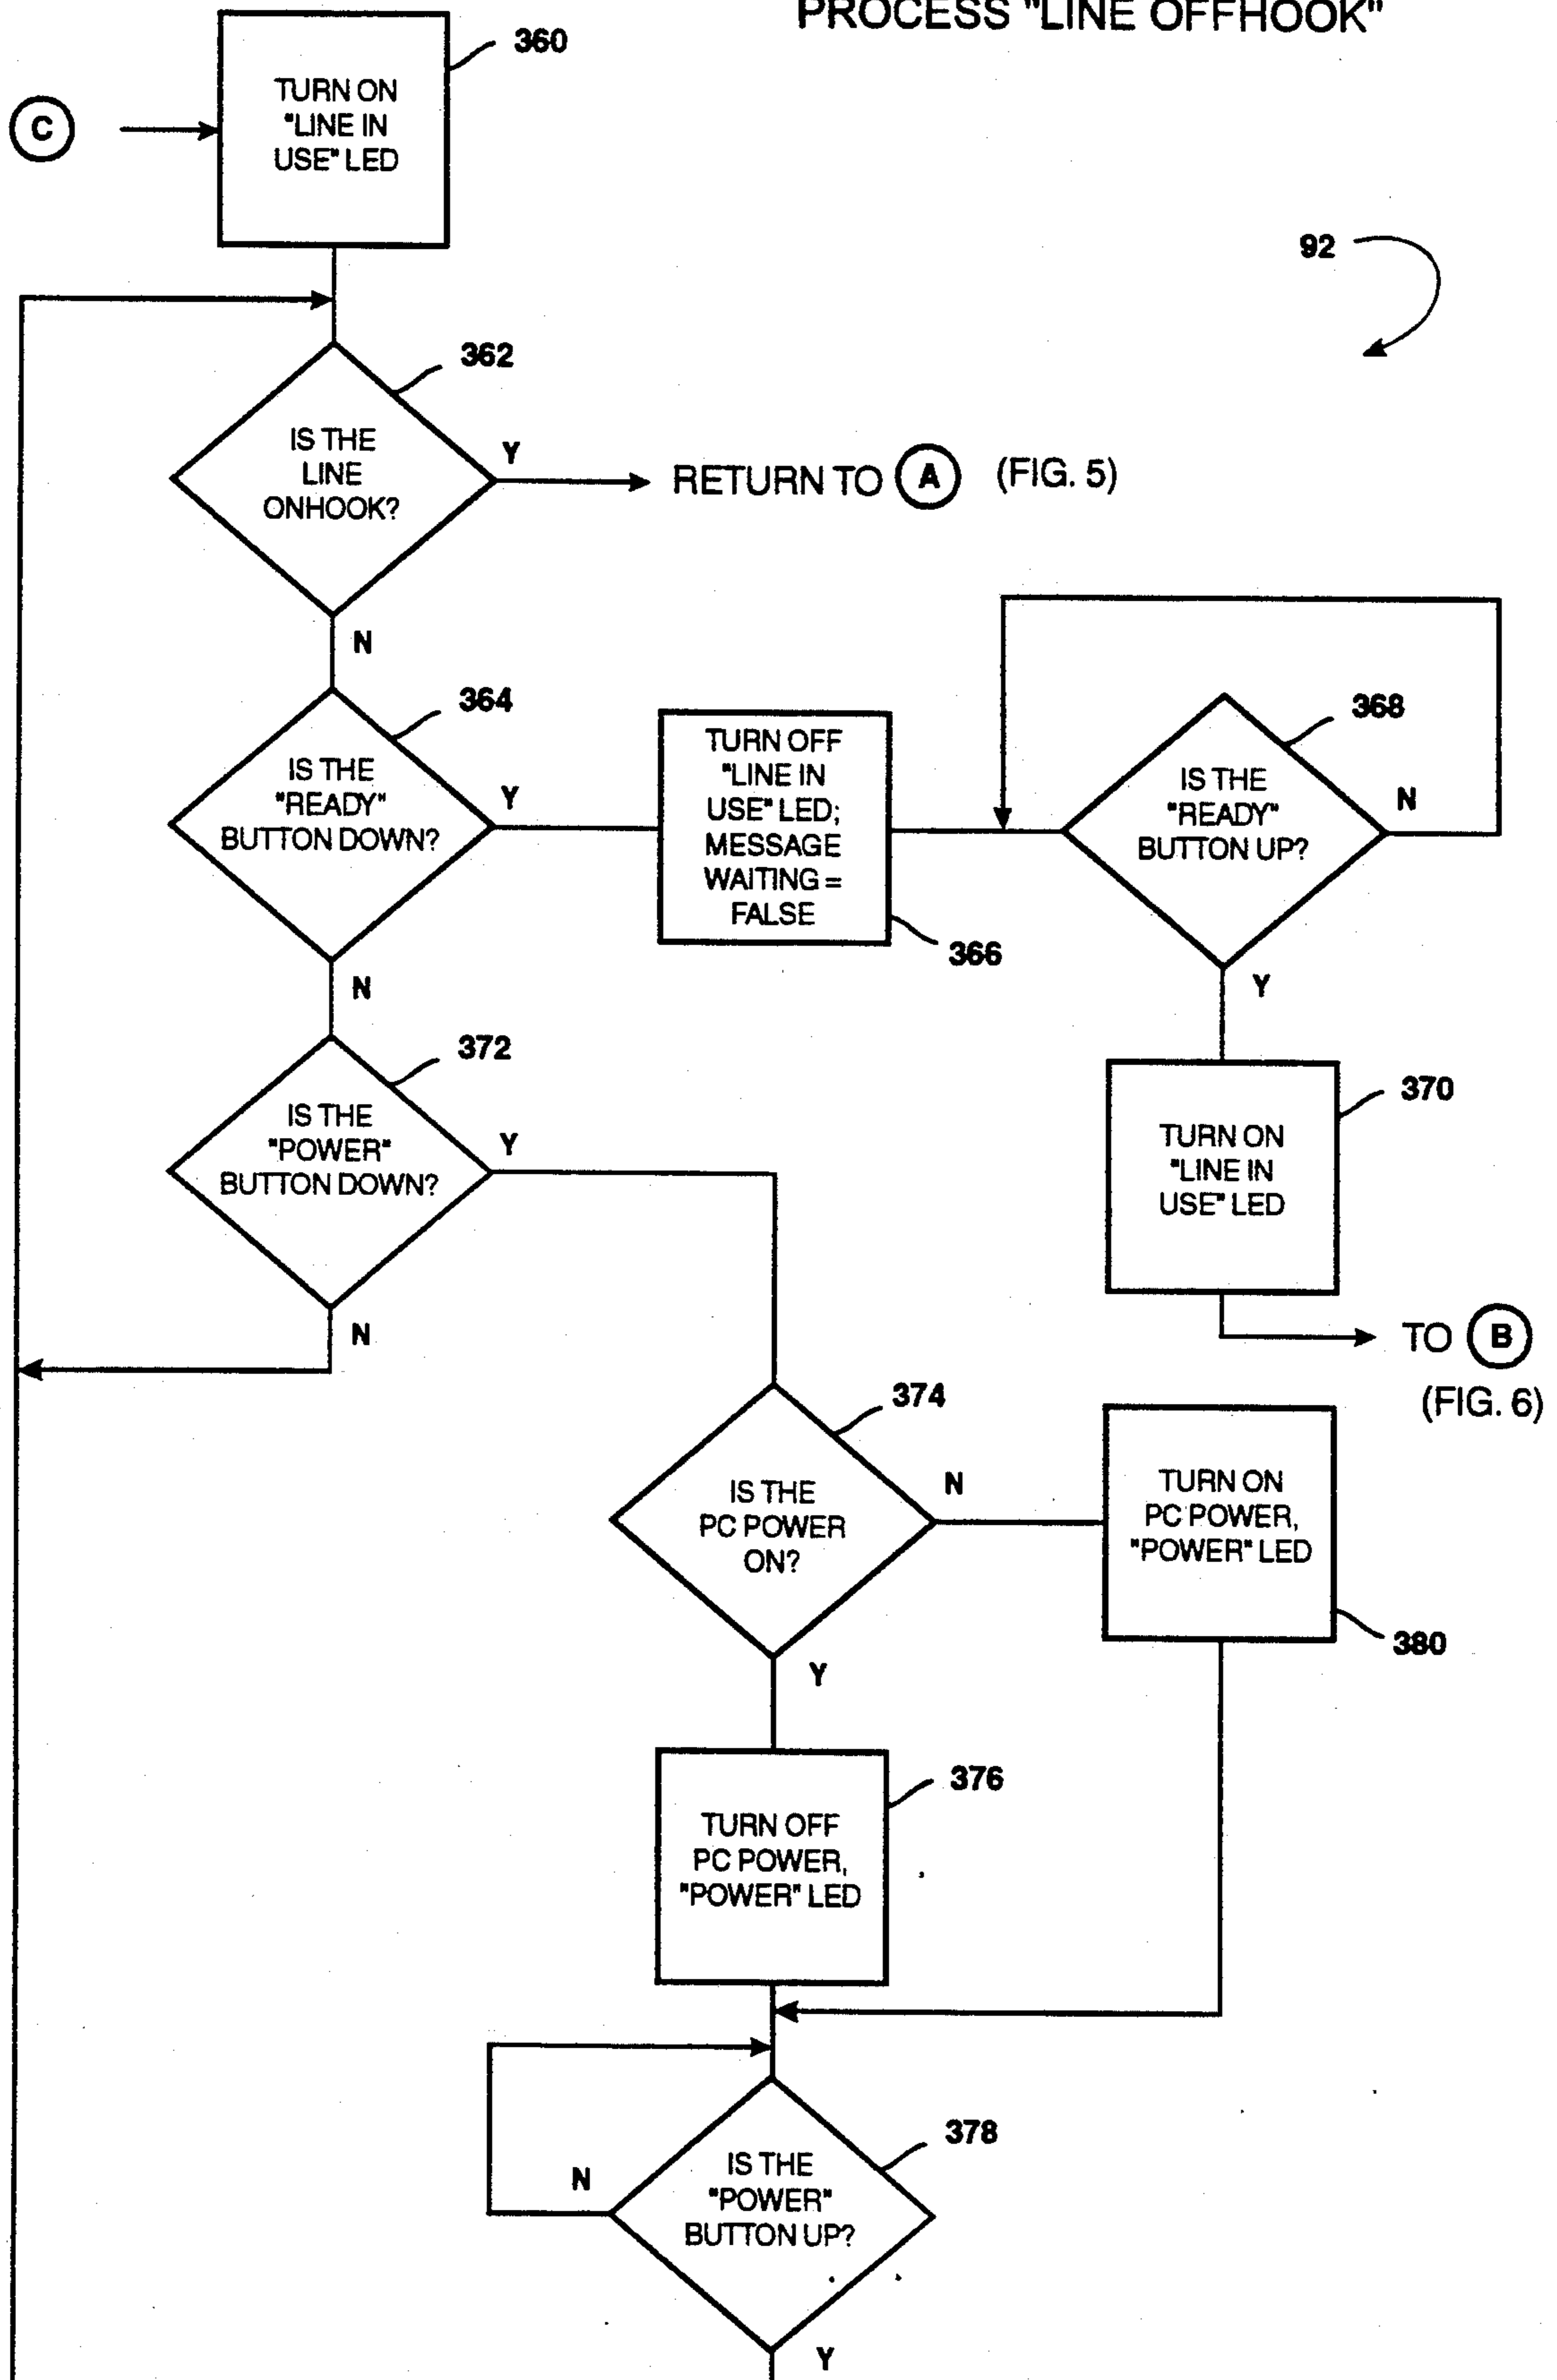 PROCESS "LINE OFFHOOK"
360
TURN ON
"LINE IN
USE" LED
C
92
362
IS THE
LINE
ONHOOK?
Y
RETURN TO A (FIG. 5)
N
364
IS THE
"READY"
BUTTON DOWN?
Y
TURN OFF
"LINE IN
USE" LED;
MESSAGE
WAITING =
FALSE
366
368
IS THE
"READY"
BUTTON UP?
N
Y
N
370
TURN ON
"LINE IN
USE" LED
TO B
(FIG. 6)
372
IS THE
"POWER"
BUTTON DOWN?
Y
N
374
IS THE
PC POWER
ON?
N
TURN ON
PC POWER,
"POWER" LED
380
Y
376
TURN OFF
PC POWER,
"POWER" LED
378
IS THE
"POWER"
BUTTON UP?
N
Y